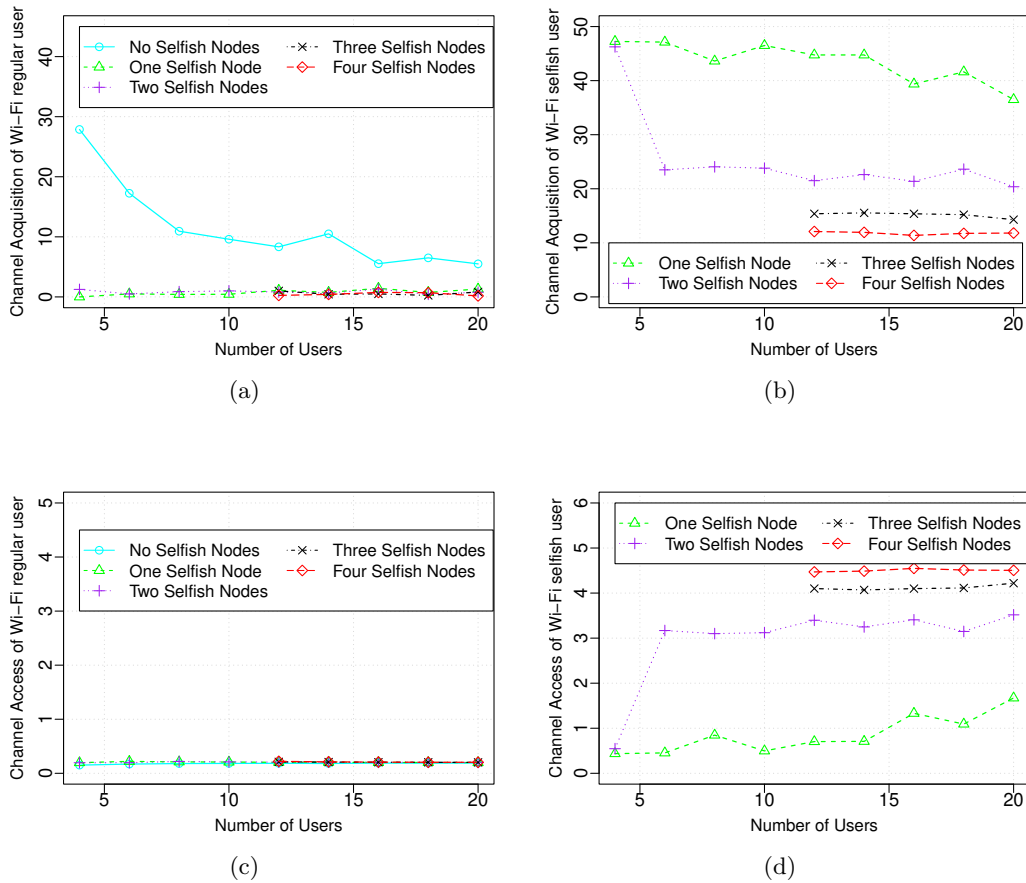 Channel Acquisition of Wi−Fi regular user
40
30
20
10
0
No Selfish Nodes
One Selfish Node
Two Selfish Nodes
Three Selfish Nodes
Four Selfish Nodes
5 10 15 20
Number of Users
(a)
Channel Acquisition of Wi−Fi selfish user
50
40
30
20
10
0
One Selfish Node
Two Selfish Nodes
Three Selfish Nodes
Four Selfish Nodes
5 10 15 20
Number of Users
(b)
Channel Access of Wi−Fi regular user
5
4
3
2
1
0
No Selfish Nodes
One Selfish Node
Two Selfish Nodes
Three Selfish Nodes
Four Selfish Nodes
5 10 15 20
Number of Users
(c)
Channel Access of Wi−Fi selfish user
6
5
4
3
2
1
0
One Selfish Node
Two Selfish Nodes
Three Selfish Nodes
Four Selfish Nodes
5 10 15 20
Number of Users
(d)